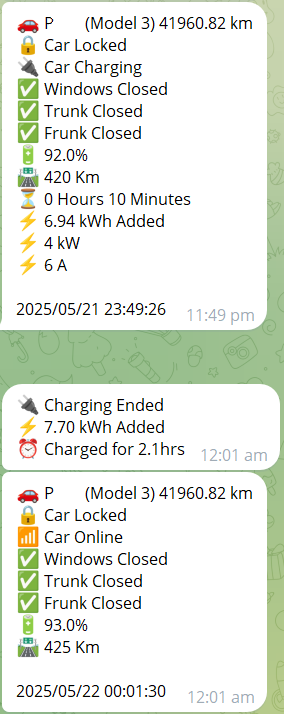 🚗 P (Model 3) 41960.82 km
🔒 Car Locked
🔌 Car Charging
✅ Windows Closed
✅ Trunk Closed
✅ Frunk Closed
🔋 92.0%
🛣️ 420 Km
⏳ 0 Hours 10 Minutes
⚡ 6.94 kWh Added
⚡ 4 kW
⚡ 6 A
2025/05/21 23:49:26
11:49 pm
🔌 Charging Ended
⚡ 7.70 kWh Added
⏰ Charged for 2.1hrs
12:01 am
🚗 P (Model 3) 41960.82 km
🔒 Car Locked
📶 Car Online
✅ Windows Closed
✅ Trunk Closed
✅ Frunk Closed
🔋 93.0%
🛣️ 425 Km
2025/05/22 00:01:30
12:01 am